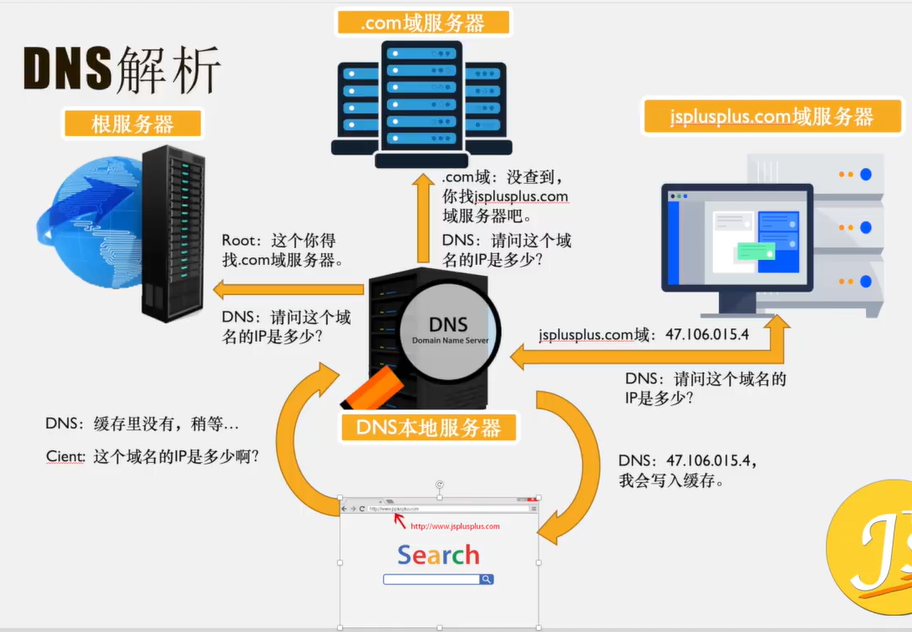 .com域服务器
DNS解析
根服务器
jsplusplus.com域服务器
.com域：没查到，
你找jsplusplus.com
域服务器吧。
DNS：请问这个域
名的IP是多少？
Root：这个你得
找.com域服务器。
DNS：请问这个域
名的IP是多少？
DNS
Domain Name Server
jsplusplus.com域：47.106.015.4
DNS：请问这个域名的
IP是多少？
DNS本地服务器
DNS：缓存里没有，稍等...
Cient: 这个域名的IP是多少啊?
DNS：47.106.015.4，
我会写入缓存。
http://www.jsplusplus.com
http://www.jsplusplus.com
Search
JS